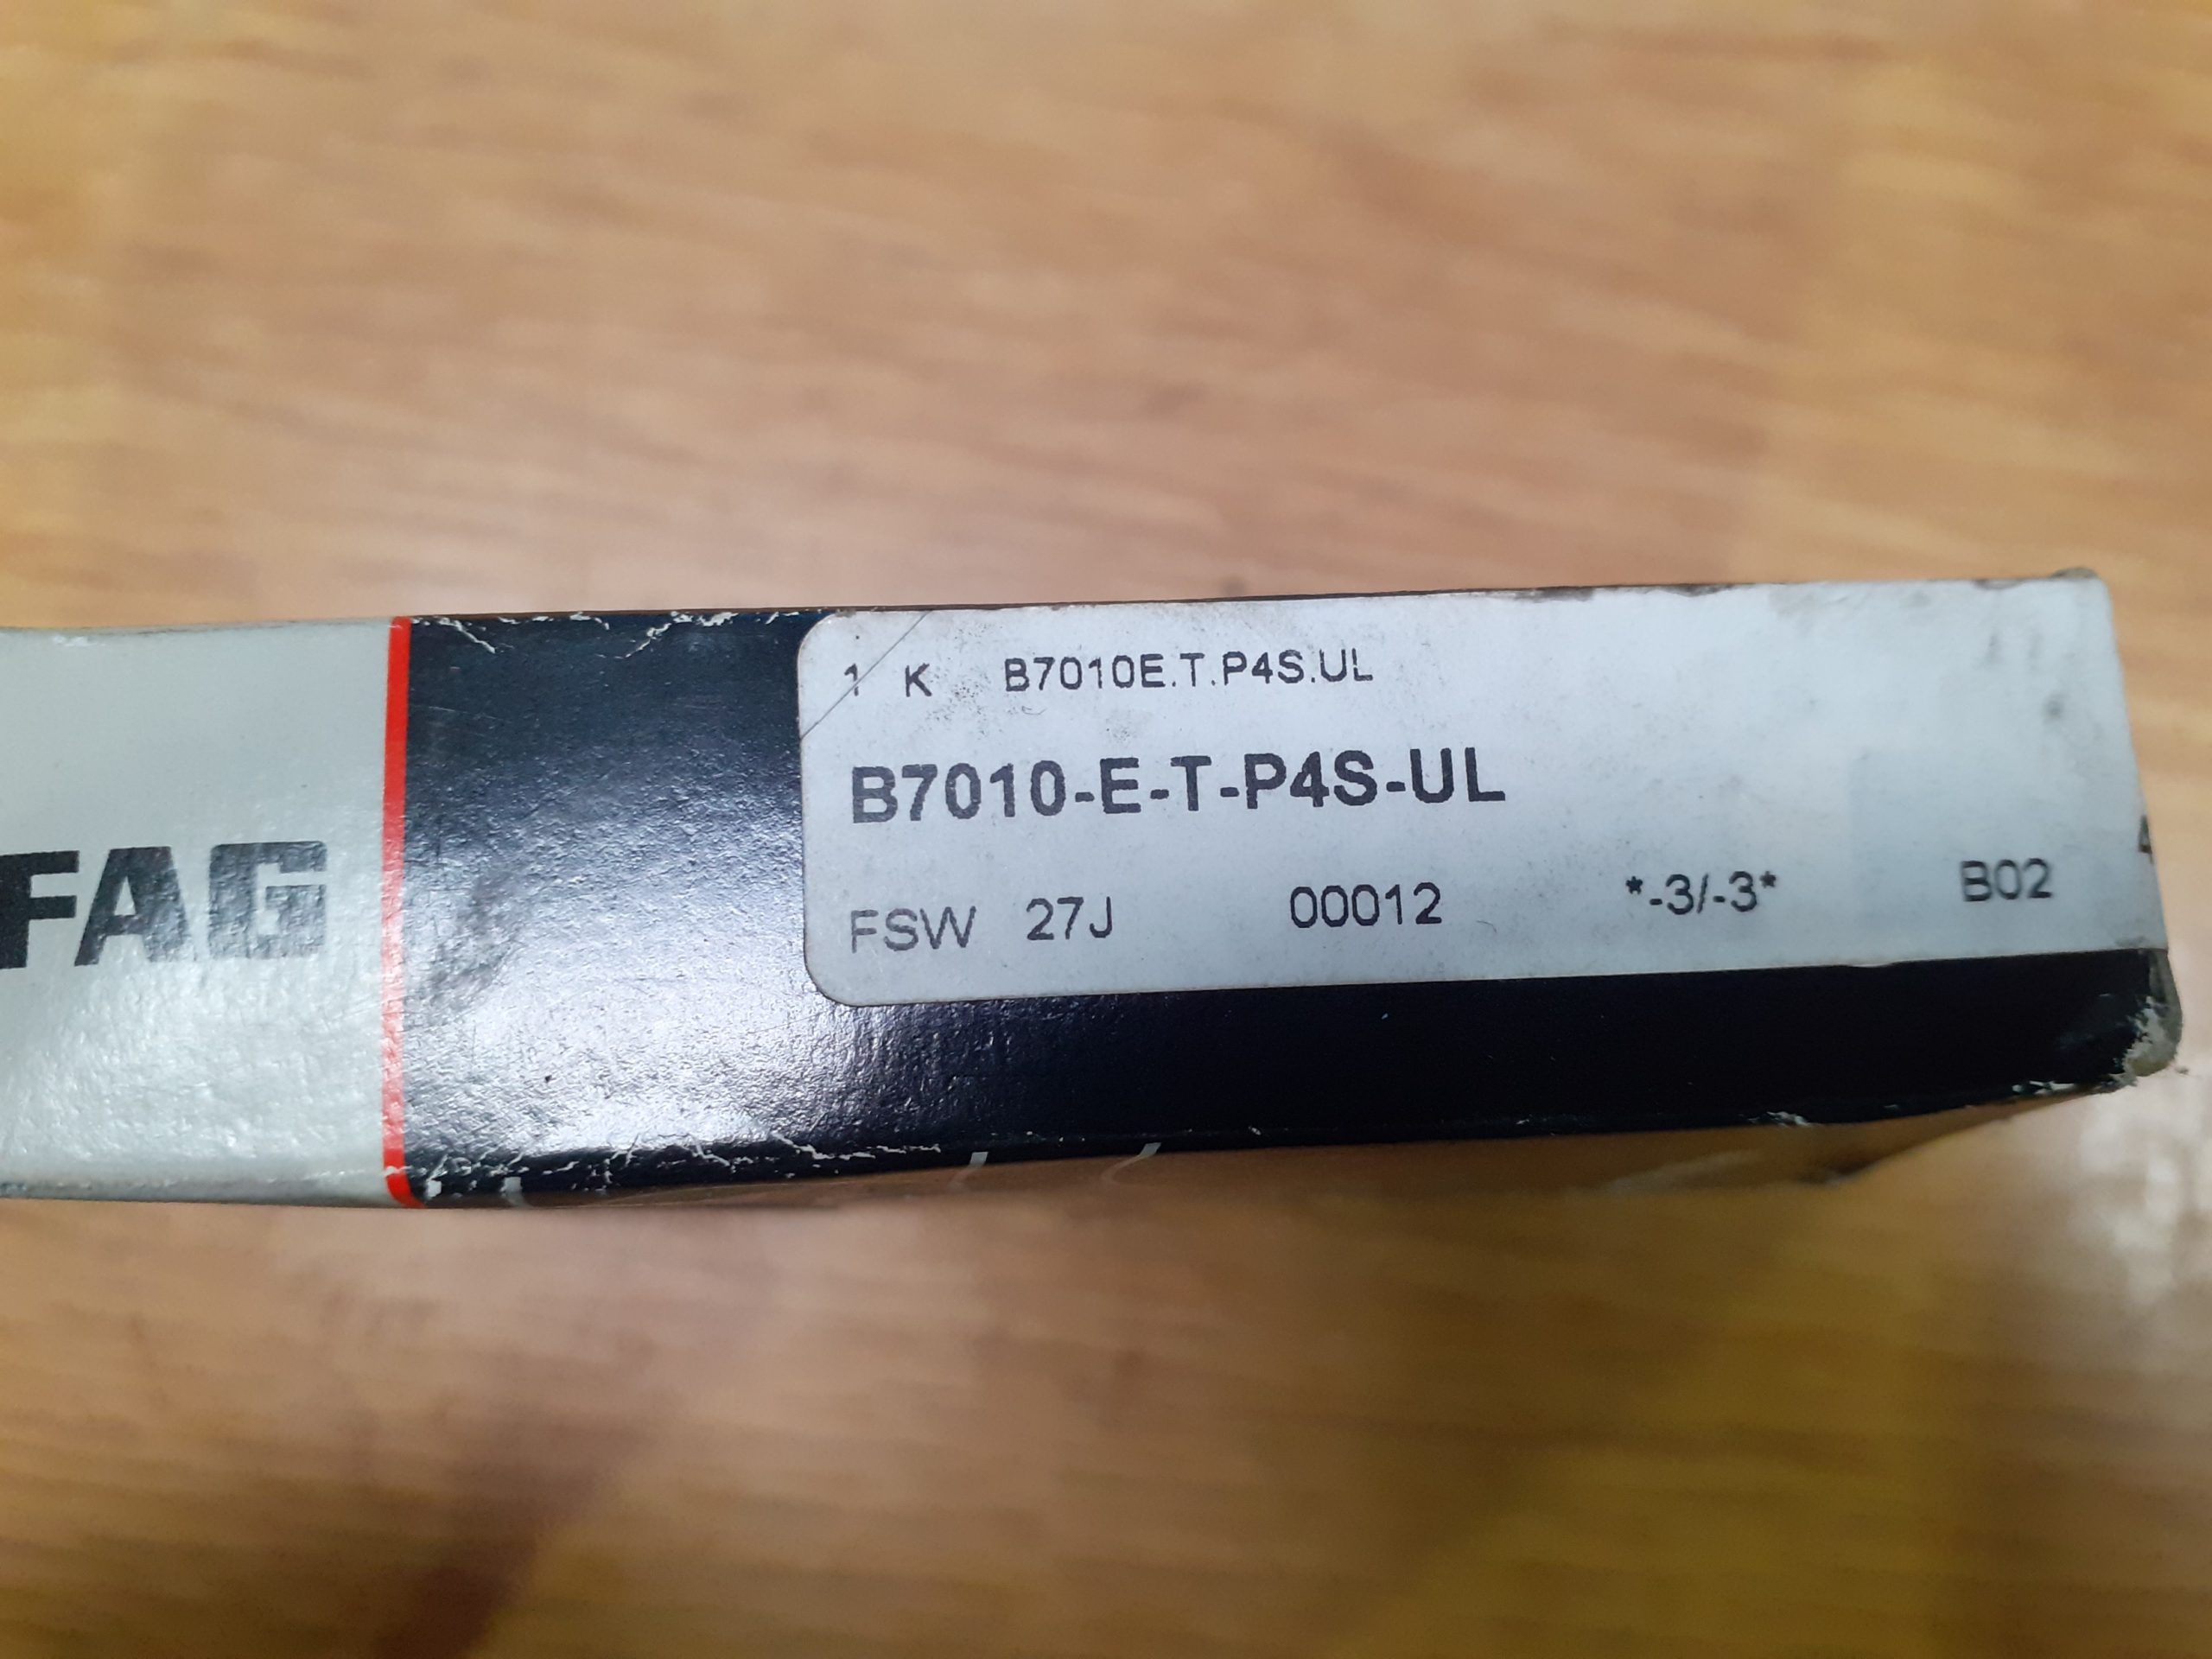 FAG
1 K B7010E.T.P4S.UL
B7010-E-T-P4S-UL
FSW 27J 00012 *-3/-3* B02